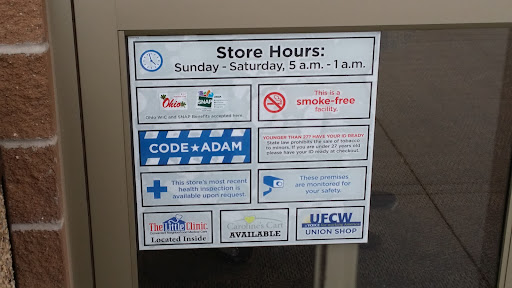 Store Hours:
Sunday - Saturday, 5 a.m. - 1 a.m.
Ohio
SNAP
Ohio WIC and SNAP Benefits accepted here.
This is a
smoke-free
facility.
CODE ADAM
YOUNGER THAN 27? HAVE YOUR ID READY
State law prohibits the sale of tobacco
to minors. If you are under 27 years old
please have your ID ready at checkout.
This store's most recent
health inspection is
available upon request.
These premises
are monitored for
your safety.
The Little Clinic
Located Inside
Caroline's Cart
AVAILABLE
UFCW
UNION SHOP